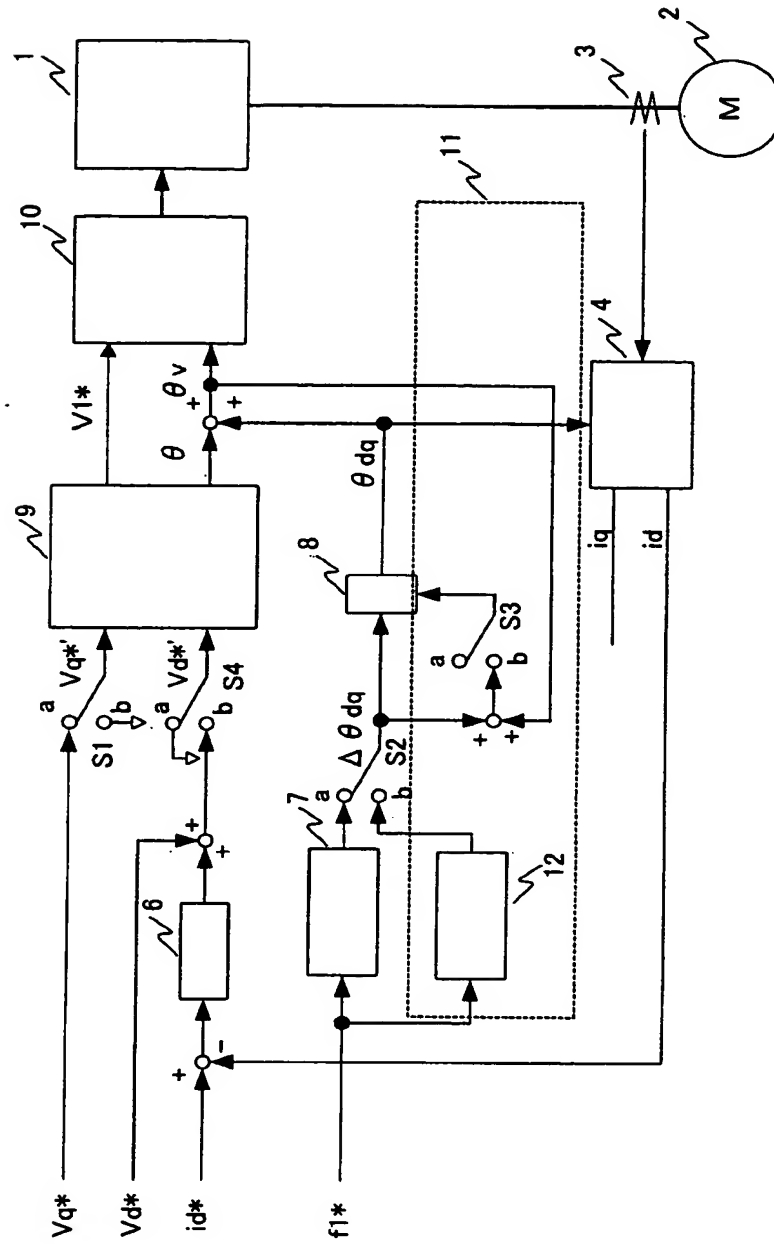 Vq*
Vd*
id*
f1*
a
b
S1
Vq*'
a
b
S4
Vd*'
9
V1*
θ
θv
+
+
10
1
3
2
M
6
+
-
+
+
7
a
b
S2
Δθdq
8
θdq
a
b
S3
+
+
11
12
4
iq
id